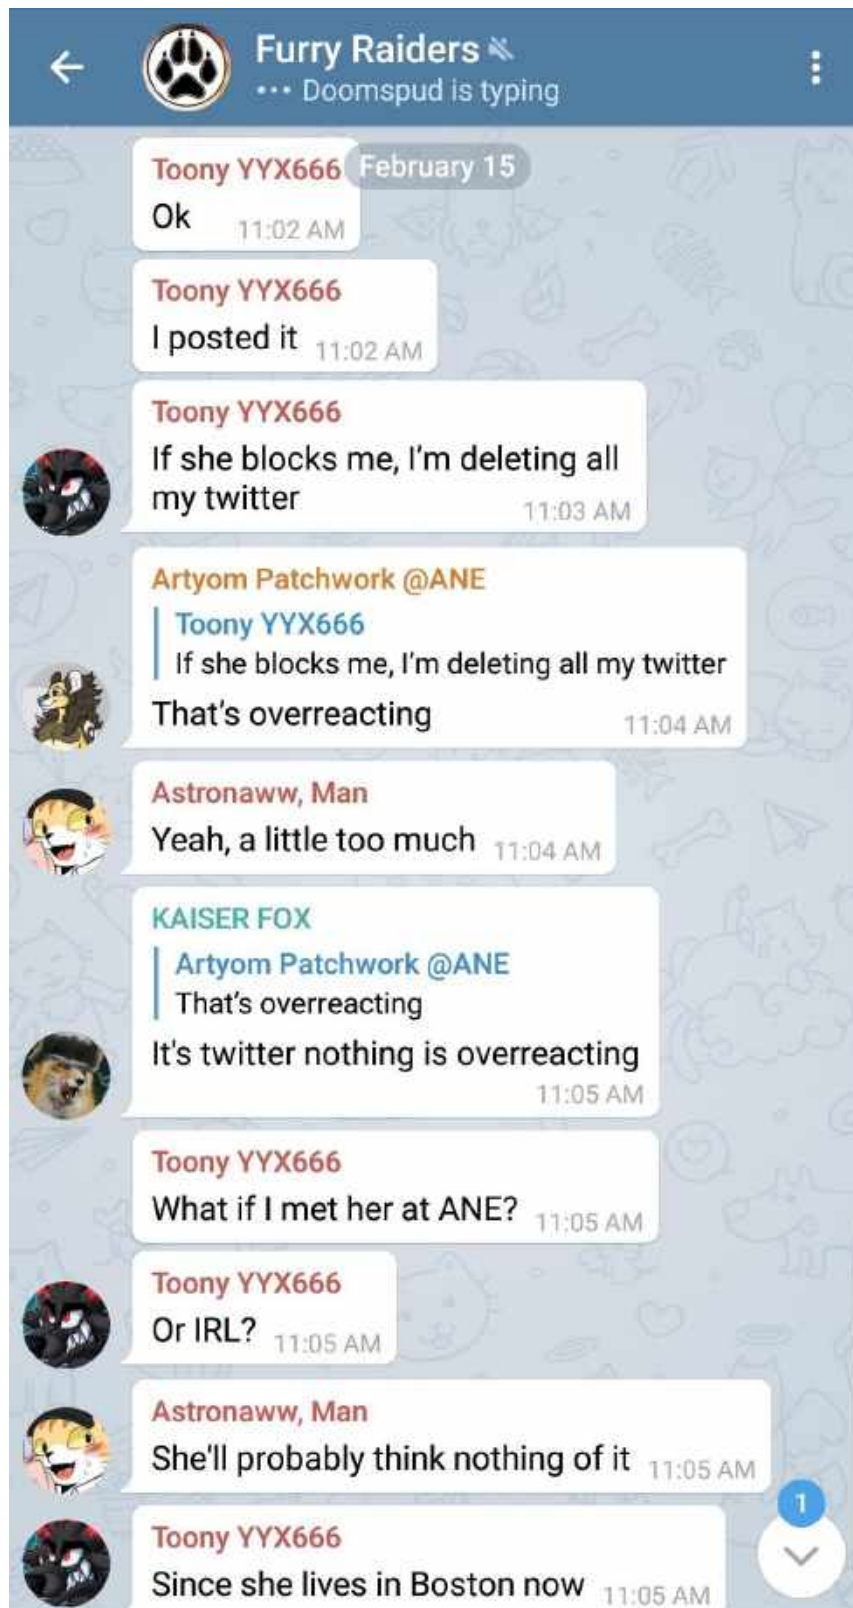 Furry Raiders
••• Doomspud is typing
February 15
Toony YYX666
Ok
11:02 AM
Toony YYX666
I posted it
11:02 AM
Toony YYX666
If she blocks me, I'm deleting all
my twitter
11:03 AM
Artyom Patchwork @ANE
Toony YYX666
If she blocks me, I'm deleting all my twitter
That's overreacting
11:04 AM
Astronaww, Man
Yeah, a little too much
11:04 AM
KAISER FOX
Artyom Patchwork @ANE
That's overreacting
It's twitter nothing is overreacting
11:05 AM
Toony YYX666
What if I met her at ANE?
11:05 AM
Toony YYX666
Or IRL?
11:05 AM
Astronaww, Man
She'll probably think nothing of it
11:05 AM
1
Toony YYX666
Since she lives in Boston now
11:05 AM